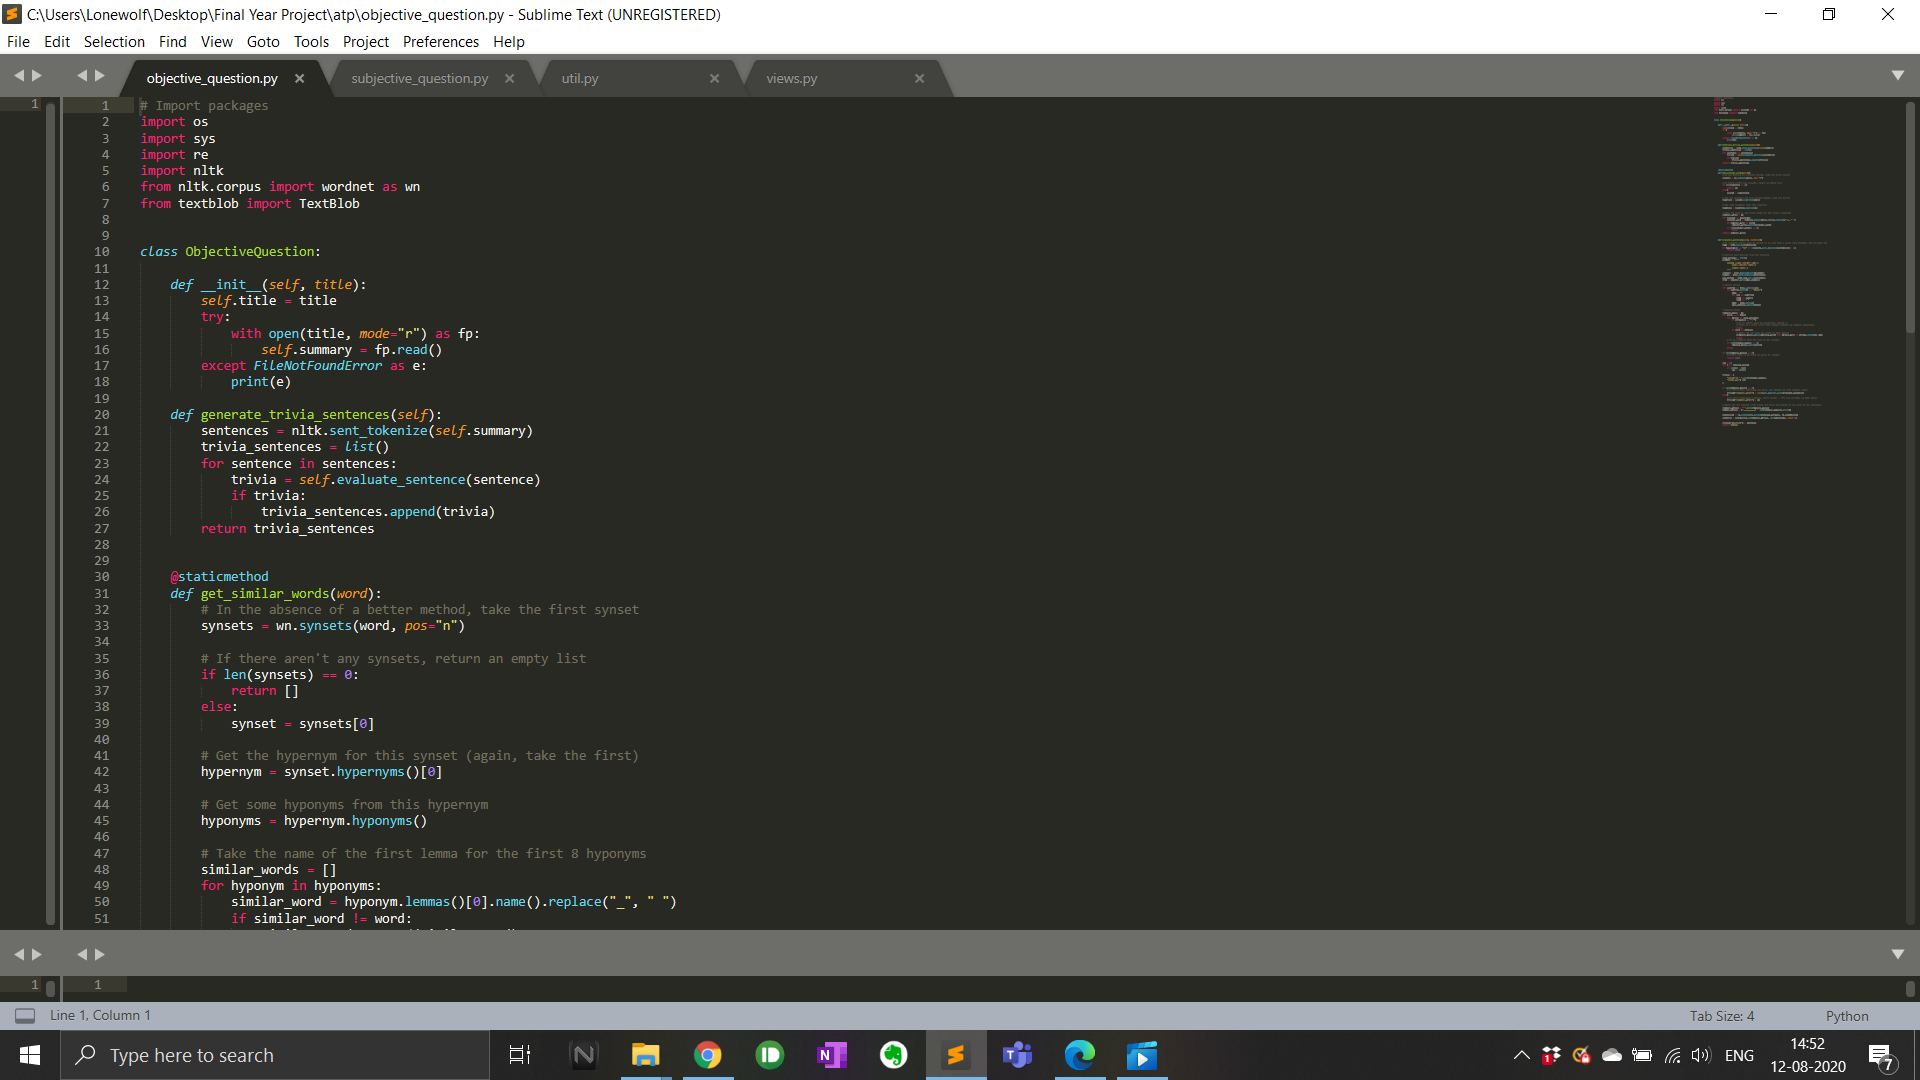 C:\Users\Lonewolf\Desktop\Final Year Project\atp\objective_question.py - Sublime Text (UNREGISTERED)
File Edit Selection Find View Goto Tools Project Preferences Help
objective_question.py subjective_question.py util.py views.py
1
1 # Import packages
2 import os
3 import sys
4 import re
5 import nltk
6 from nltk.corpus import wordnet as wn
7 from textblob import TextBlob
8
9
10 class ObjectiveQuestion:
11
12 def __init__(self, title):
13 self.title = title
14 try:
15 with open(title, mode="r") as fp:
16 self.summary = fp.read()
17 except FileNotFoundError as e:
18 print(e)
19
20 def generate_trivia_sentences(self):
21 sentences = nltk.sent_tokenize(self.summary)
22 trivia_sentences = list()
23 for sentence in sentences:
24 trivia = self.evaluate_sentence(sentence)
25 if trivia:
26 trivia_sentences.append(trivia)
27 return trivia_sentences
28
29
30 @staticmethod
31 def get_similar_words(word):
32 # In the absence of a better method, take the first synset
33 synsets = wn.synsets(word, pos="n")
34
35 # If there aren't any synsets, return an empty list
36 if len(synsets) == 0:
37 return []
38 else:
39 synset = synsets[0]
40
41 # Get the hypernym for this synset (again, take the first)
42 hypernym = synset.hypernyms()[0]
43
44 # Get some hyponyms from this hypernym
45 hyponyms = hypernym.hyponyms()
46
47 # Take the name of the first lemma for the first 8 hyponyms
48 similar_words = []
49 for hyponym in hyponyms:
50 similar_word = hyponym.lemmas()[0].name().replace("_", " ")
51 if similar_word != word:
1 1
Line 1, Column 1 Tab Size: 4 Python
Type here to search
N
1
ENG
14:52
12-08-2020
7